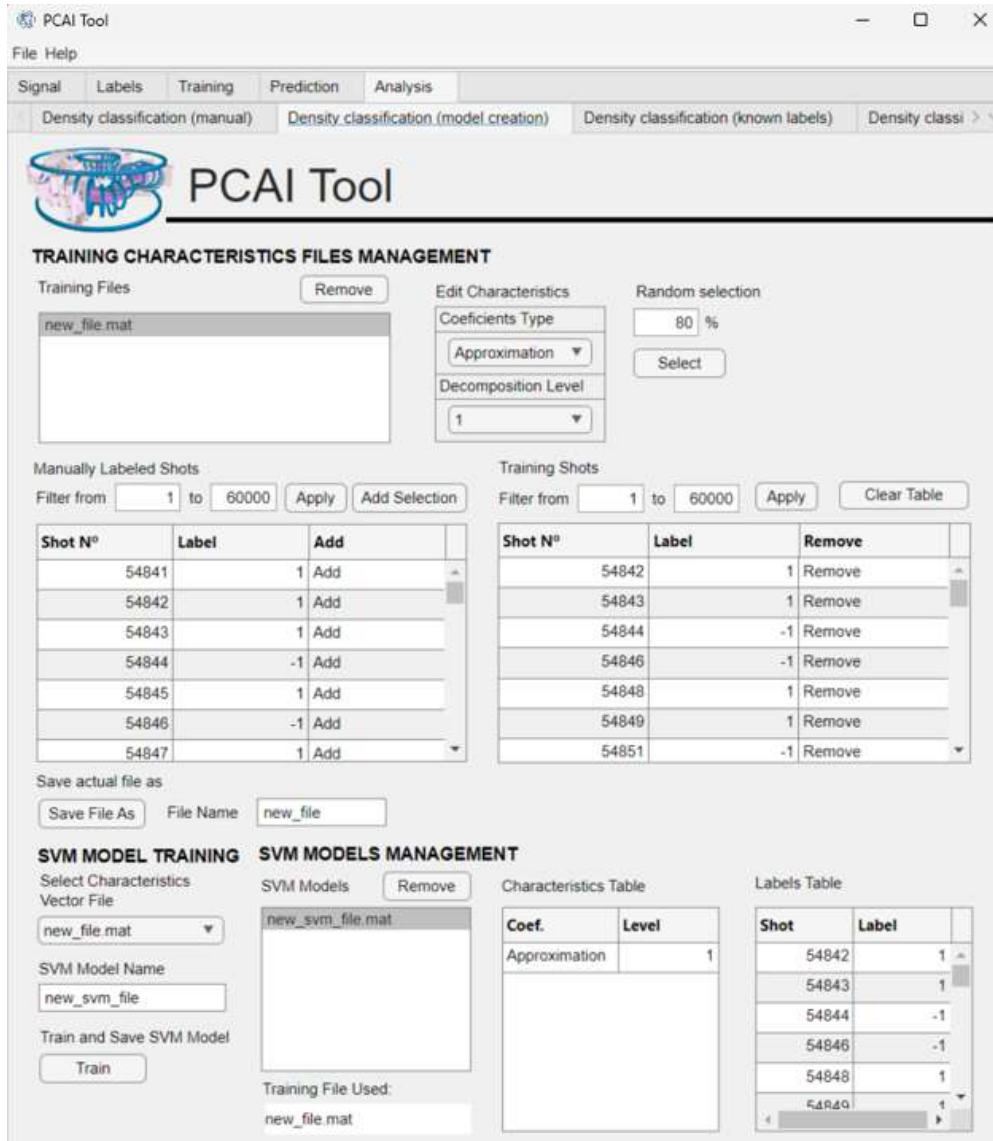 PCAI Tool
File Help
Signal Labels Training Prediction Analysis
Density classification (manual) Density classification (model creation) Density classification (known labels) Density classi
PCAI Tool
TRAINING CHARACTERISTICS FILES MANAGEMENT
Training Files Remove Edit Characteristics Random selection
new_file.mat Coeficients Type 80 %
Approximation Select
Decomposition Level
1
Manually Labeled Shots Training Shots
Filter from 1 to 60000 Apply Add Selection Filter from 1 to 60000 Apply Clear Table
Shot Nº Label Add Shot Nº Label Remove
54841 1 Add 54842 1 Remove
54842 1 Add 54843 1 Remove
54843 1 Add 54844 -1 Remove
54844 -1 Add 54846 -1 Remove
54845 1 Add 54848 1 Remove
54846 -1 Add 54849 1 Remove
54847 1 Add 54851 -1 Remove
Save actual file as
Save File As File Name new_file
SVM MODEL TRAINING SVM MODELS MANAGEMENT
Select Characteristics Vector File SVM Models Remove Characteristics Table Labels Table
new_file.mat new_svm_file.mat Coef. Level Shot Label
Approximation 1 54842 1
SVM Model Name 54843 1
new_svm_file 54844 -1
Train and Save SVM Model 54846 -1
Train 54848 1
Training File Used: 54849 1
new_file.mat